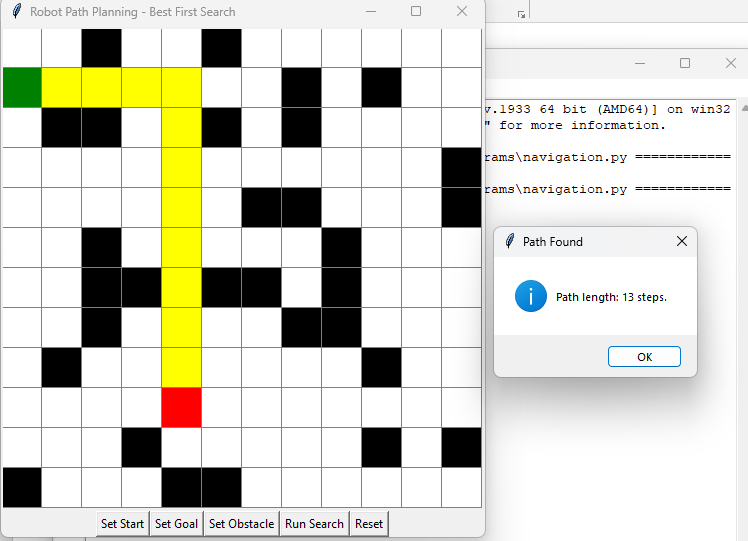 Robot Path Planning - Best First Search
v.1933 64 bit (AMD64)] on win32
" for more information.
rams\navigation.py ============
rams\navigation.py ============
Path Found
Path length: 13 steps.
OK
Set Start
Set Goal
Set Obstacle
Run Search
Reset